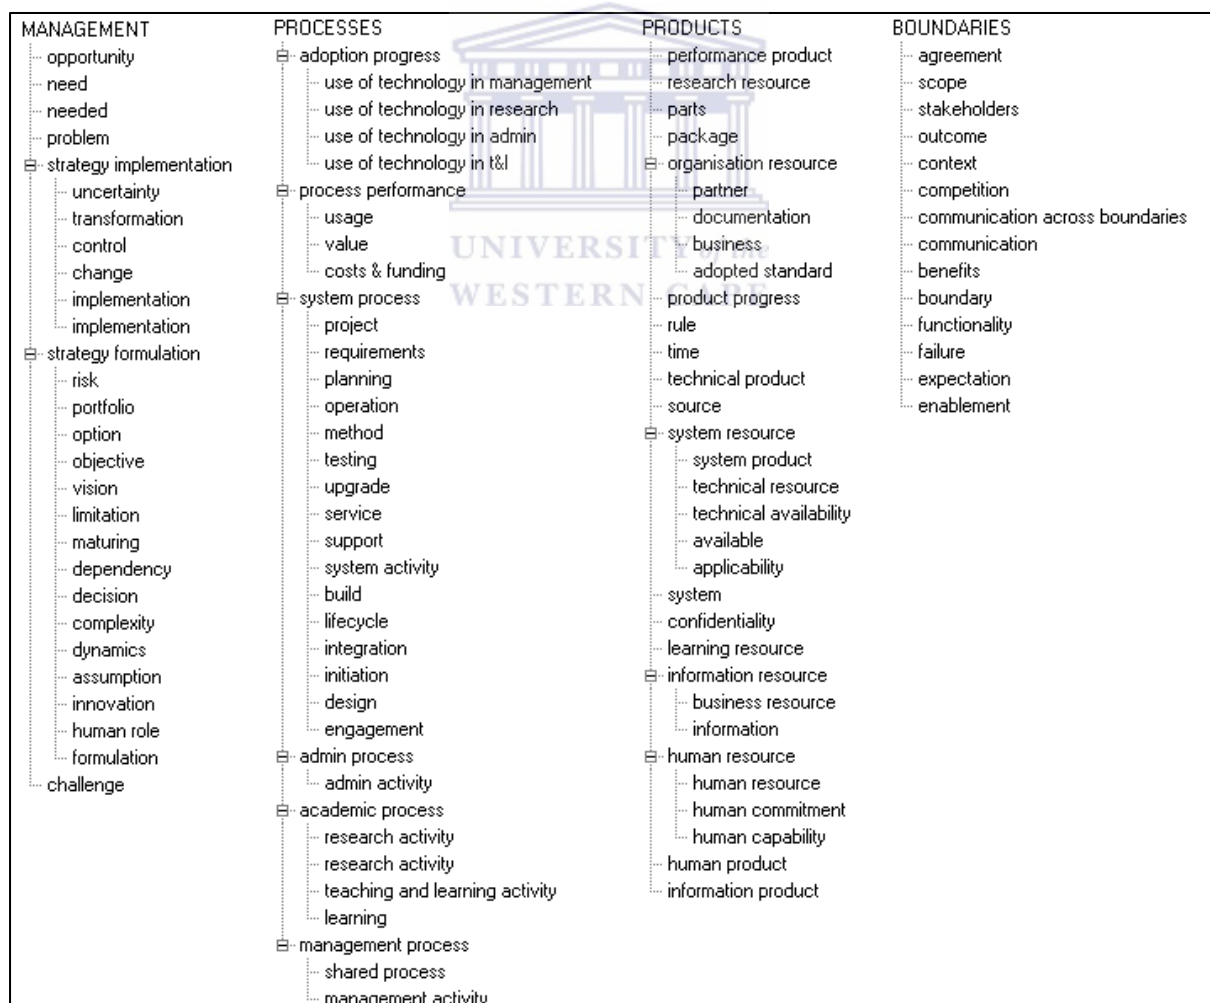 MANAGEMENT
opportunity
need
needed
problem
strategy implementation
uncertainty
transformation
control
change
implementation
implementation
strategy formulation
risk
portfolio
option
objective
vision
limitation
maturing
dependency
decision
complexity
dynamics
assumption
innovation
human role
formulation
challenge
PROCESSES
adoption progress
use of technology in management
use of technology in research
use of technology in admin
use of technology in t&l
process performance
usage
value
costs & funding
system process
project
requirements
planning
operation
method
testing
upgrade
service
support
system activity
build
lifecycle
integration
initiation
design
engagement
admin process
admin activity
academic process
research activity
research activity
teaching and learning activity
learning
management process
shared process
management activity
PRODUCTS
performance product
research resource
parts
package
organisation resource
partner
documentation
business
adopted standard
product progress
rule
time
technical product
source
system resource
system product
technical resource
technical availability
available
applicability
system
confidentiality
learning resource
information resource
business resource
information
human resource
human resource
human commitment
human capability
human product
information product
BOUNDARIES
agreement
scope
stakeholders
outcome
context
competition
communication across boundaries
communication
benefits
boundary
functionality
failure
expectation
enablement
UNIVERSITY of the
WESTERN CAPE